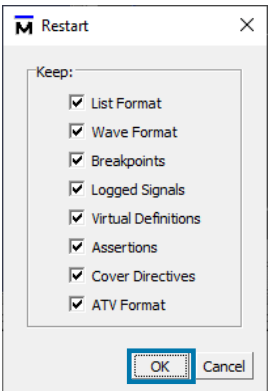 Restart
Keep:
List Format
Wave Format
Breakpoints
Logged Signals
Virtual Definitions
Assertions
Cover Directives
ATV Format
OK Cancel